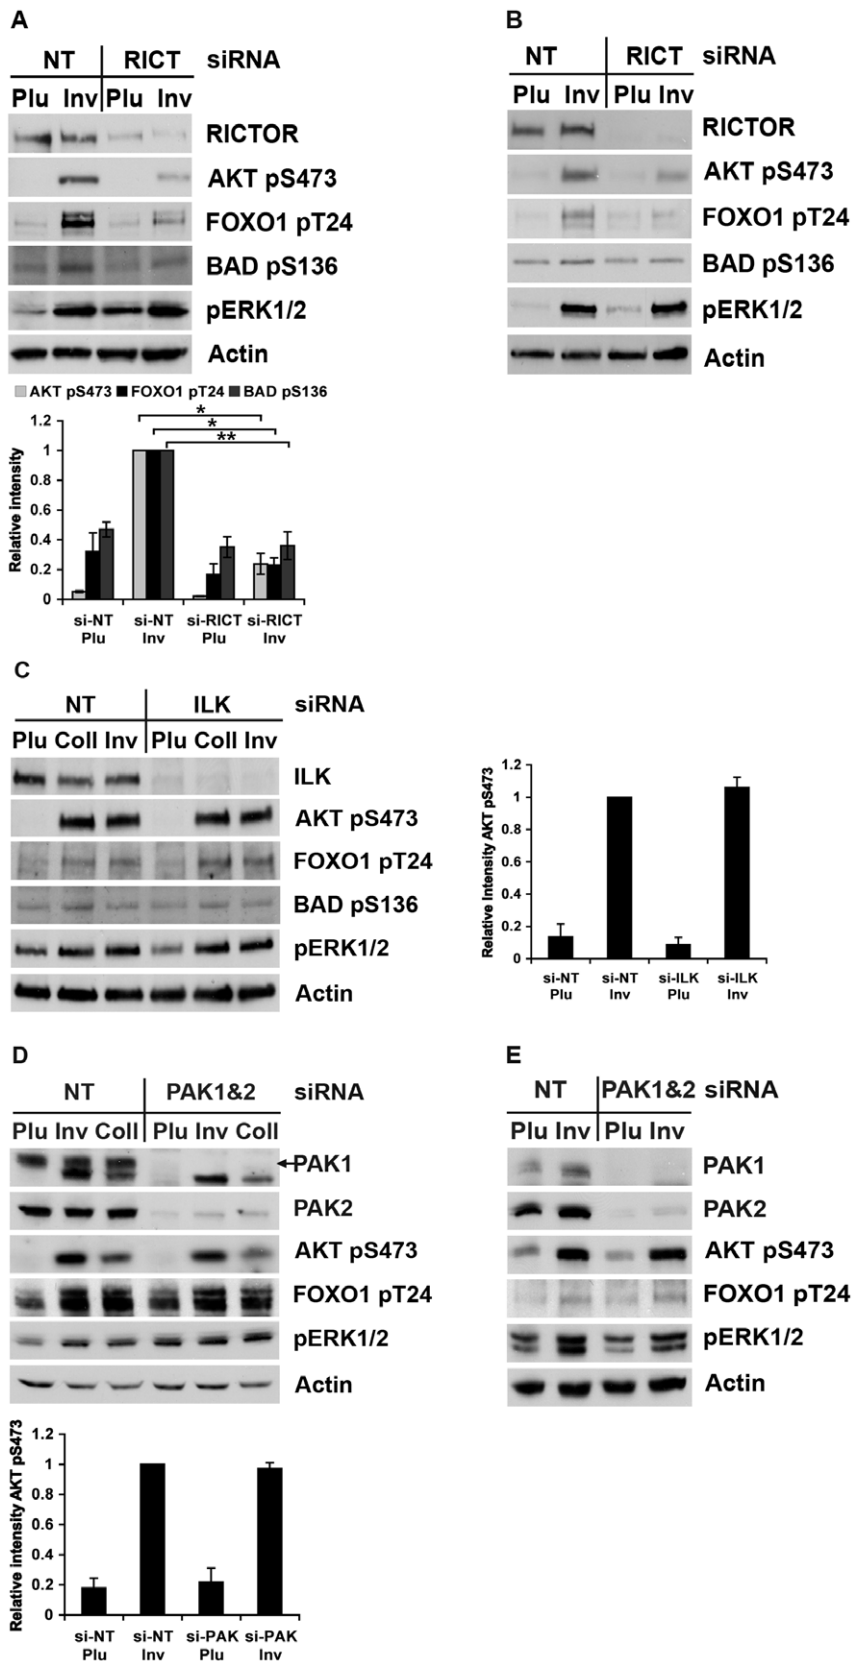 A
NT RICT siRNA
Plu Inv Plu Inv
RICTOR
AKT pS473
FOXO1 pT24
BAD pS136
pERK1/2
Actin
AKT pS473 FOXO1 pT24 BAD pS136
Relative intensity
1.2
1
0.8
0.6
0.4
0.2
0
*
*
**
si-NT si-NT si-RICT si-RICT
Plu Inv Plu Inv
B
NT RICT siRNA
Plu Inv Plu Inv
RICTOR
AKT pS473
FOXO1 pT24
BAD pS136
pERK1/2
Actin
C
NT ILK siRNA
Plu Coll Inv Plu Coll Inv
ILK
AKT pS473
FOXO1 pT24
BAD pS136
pERK1/2
Actin
Relative Intensity AKT pS473
1.2
1
0.8
0.6
0.4
0.2
0
si-NT si-NT si-ILK si-ILK
Plu Inv Plu Inv
D
NT PAK1&2 siRNA
Plu Inv Coll Plu Inv Coll
PAK1
PAK2
AKT pS473
FOXO1 pT24
pERK1/2
Actin
Relative intensity AKT pS473
1.2
1
0.8
0.6
0.4
0.2
0
si-NT si-NT si-PAK si-PAK
Plu Inv Plu Inv
E
NT PAK1&2 siRNA
Plu Inv Plu Inv
PAK1
PAK2
AKT pS473
FOXO1 pT24
pERK1/2
Actin